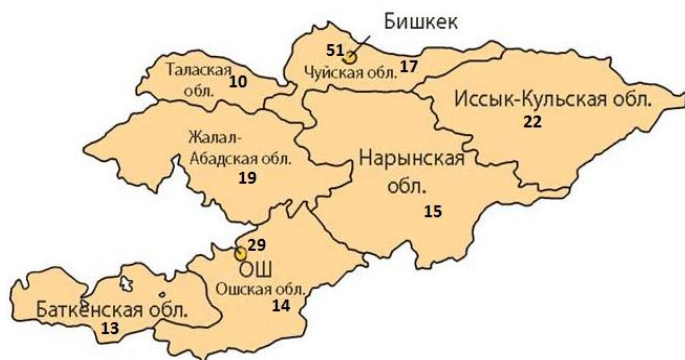 Бишкек
51
Чуйская обл. 17
Талаская 10
обл.
Иссык-Кульская обл.
22
Жалал-
Абадская обл.
19
Нарынская
обл.
15
29
ОШ
Ошская обл.
14
Баткенская обл.
13